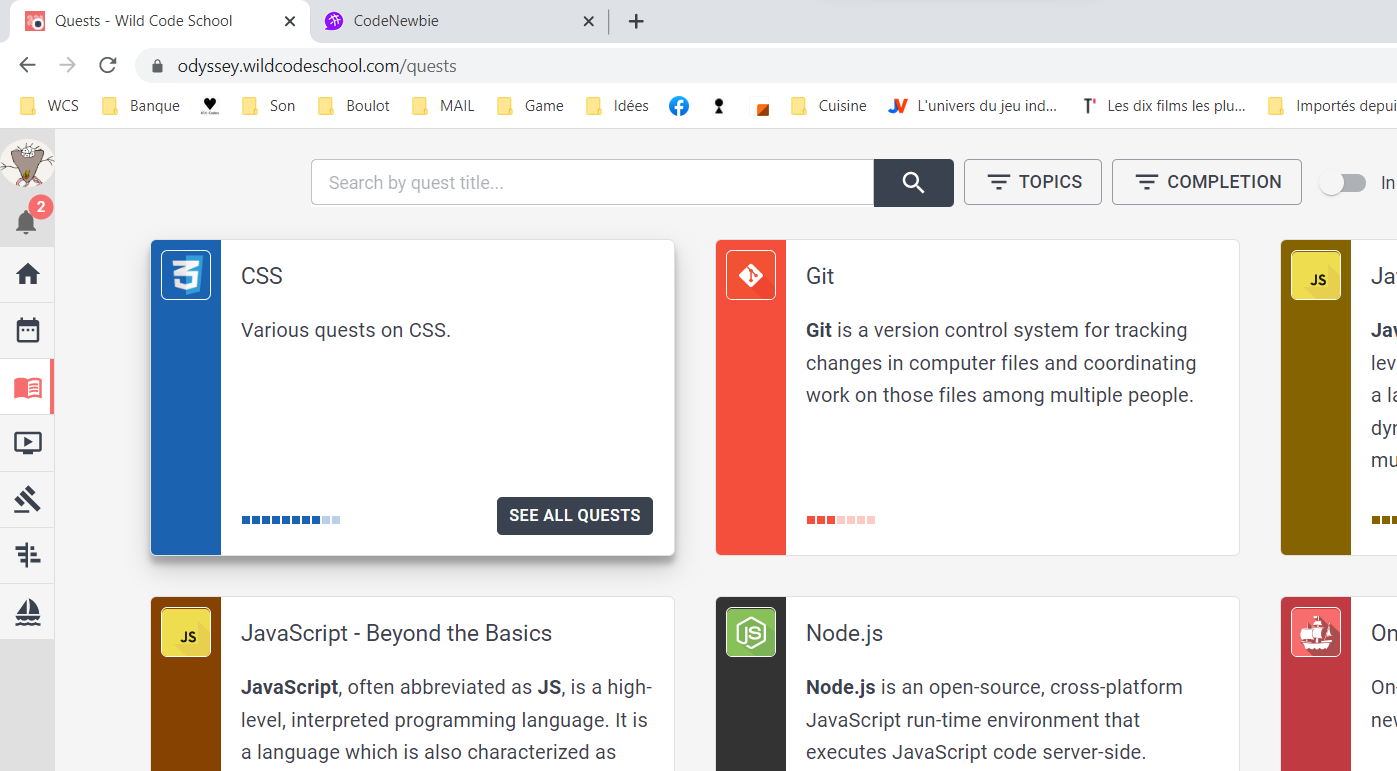 Quests - Wild Code School
CodeNewbie
odyssey.wildcodeschool.com/quests
WCS Banque Son Boulot MAIL Game Idées Cuisine L'univers du jeu ind... Les dix films les plu... Importés depui
2
Search by quest title...
TOPICS
COMPLETION
In
CSS
Various quests on CSS.
SEE ALL QUESTS
Git
Git is a version control system for tracking
changes in computer files and coordinating
work on those files among multiple people.
JS
Ja
Jav
lev
a la
dyn
mu
JS
JavaScript - Beyond the Basics
JavaScript, often abbreviated as JS, is a high-
level, interpreted programming language. It is
a language which is also characterized as
Node.js
Node.js is an open-source, cross-platform
JavaScript run-time environment that
executes JavaScript code server-side.
On
On-
nev